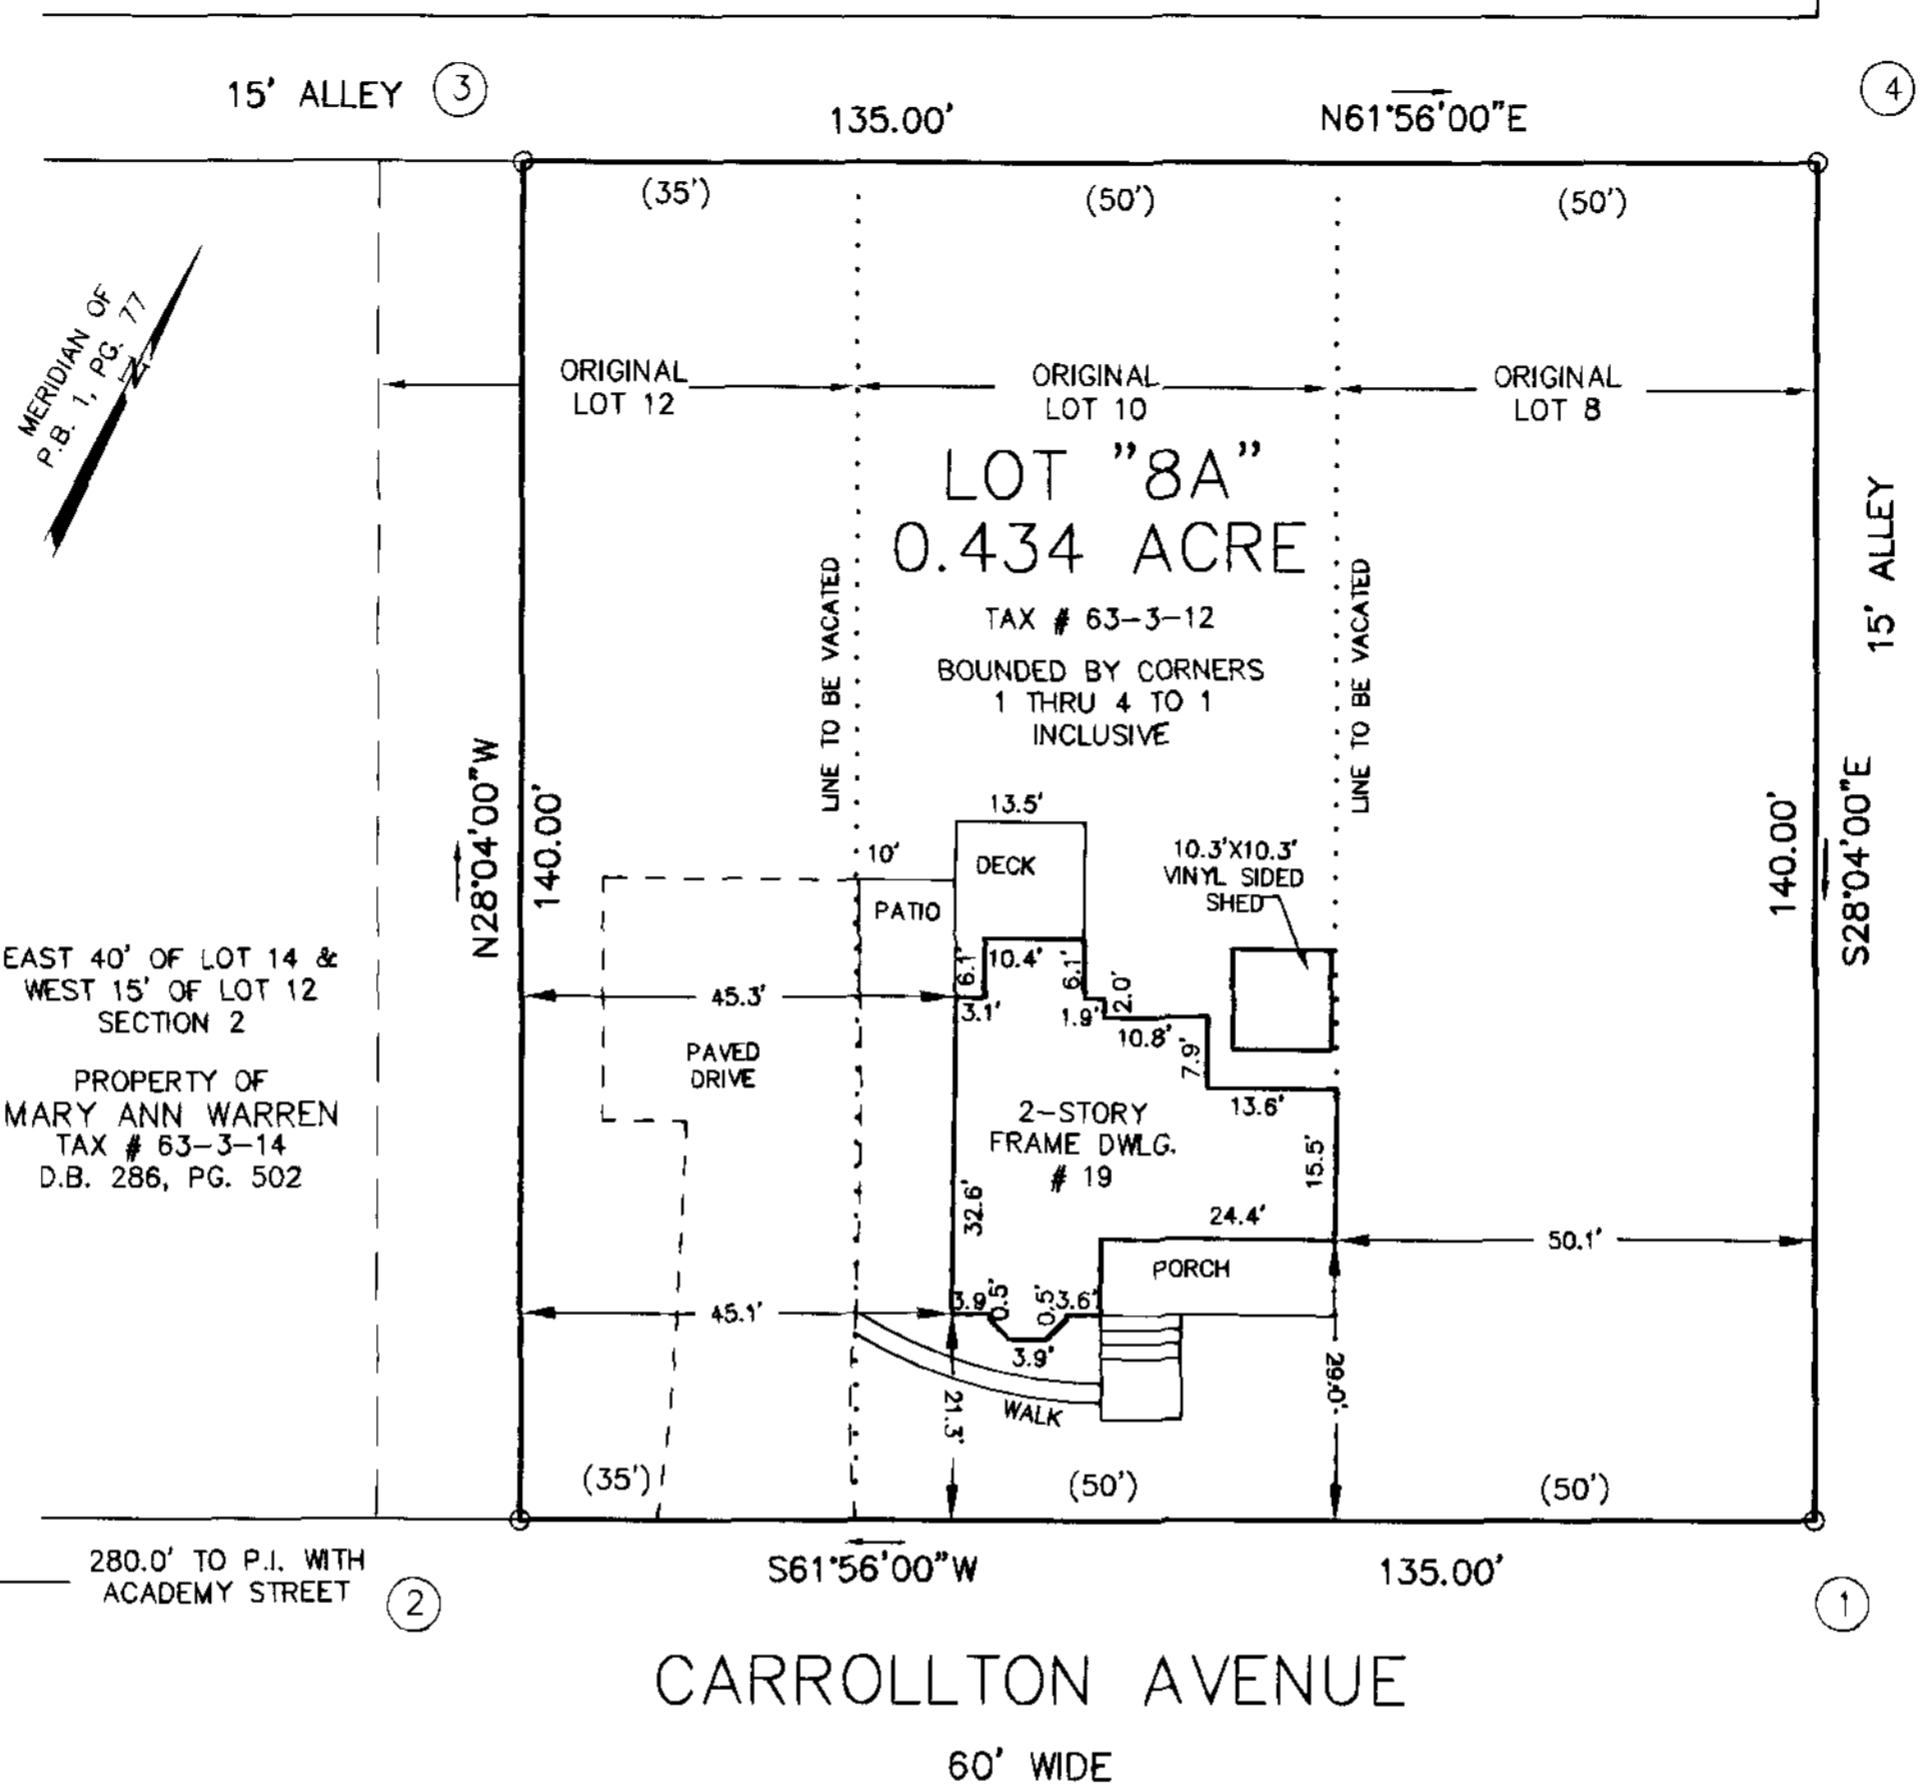 15' ALLEY
3
135.00'
N61°56'00"E
4
(35')
(50')
(50')
MERIDIAN OF
P.B. 1, PG. 77
N
ORIGINAL
LOT 12
ORIGINAL
LOT 10
ORIGINAL
LOT 8
LOT "8A"
0.434 ACRE
TAX # 63-3-12
BOUNDED BY CORNERS
1 THRU 4 TO 1
INCLUSIVE
LINE TO BE VACATED
LINE TO BE VACATED
15' ALLEY
N28°04'00"W
140.00'
140.00'
S28°04'00"E
13.5'
DECK
10'
PATIO
10.3'X10.3'
VINYL SIDED
SHED
EAST 40' OF LOT 14 &
WEST 15' OF LOT 12
SECTION 2
PROPERTY OF
MARY ANN WARREN
TAX # 63-3-14
D.B. 286, PG. 502
45.3'
6.1'
10.4'
6.1'
3.1'
1.9'
2.0'
10.8'
7.9'
13.6'
PAVED
DRIVE
2-STORY
FRAME DWLG.
# 19
15.5'
32.6'
24.4'
50.1'
PORCH
45.1'
3.9'
0.5'
0.5'
3.6'
3.9'
WALK
21.3'
29.0'
(35')
(50')
(50')
280.0' TO P.I. WITH
ACADEMY STREET
2
S61°56'00"W
135.00'
1
CARROLLTON AVENUE
60' WIDE